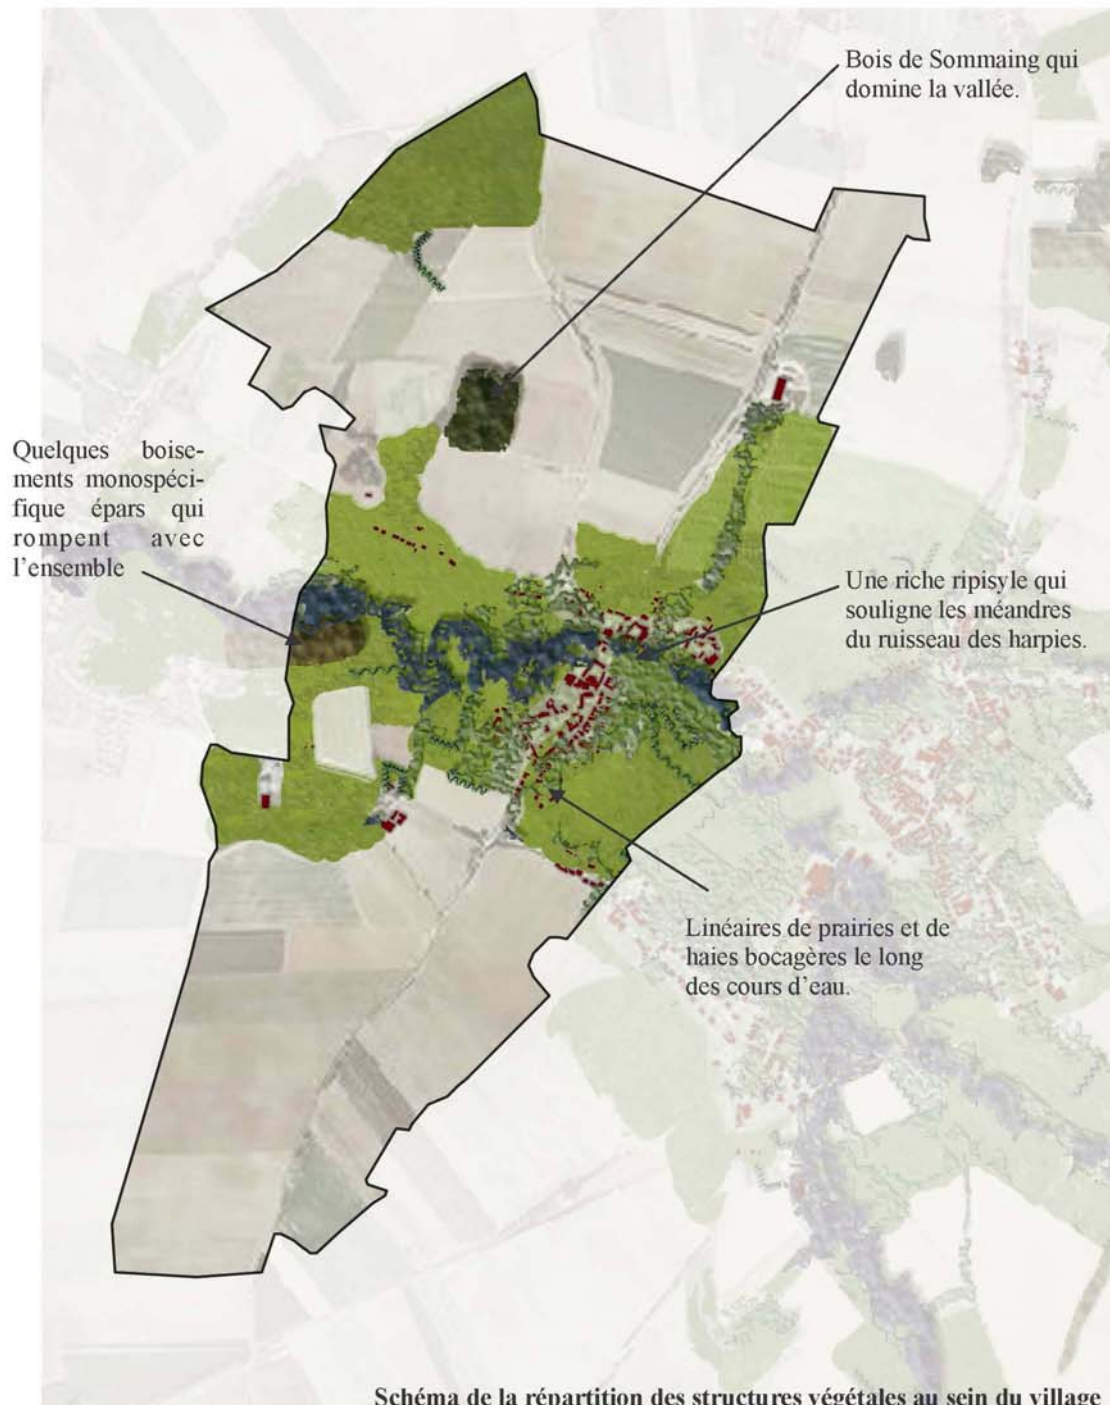 Bois de Sommaing qui
domine la vallée.
Quelques boise-
ments monospéci-
fique épars qui
rompent avec
l'ensemble
Une riche ripisyle qui
souligne les méandres
du ruisseau des harpies.
Linéaires de prairies et de
haies bocagères le long
des cours d'eau.
Schéma de la répartition des structures végétales au sein du village